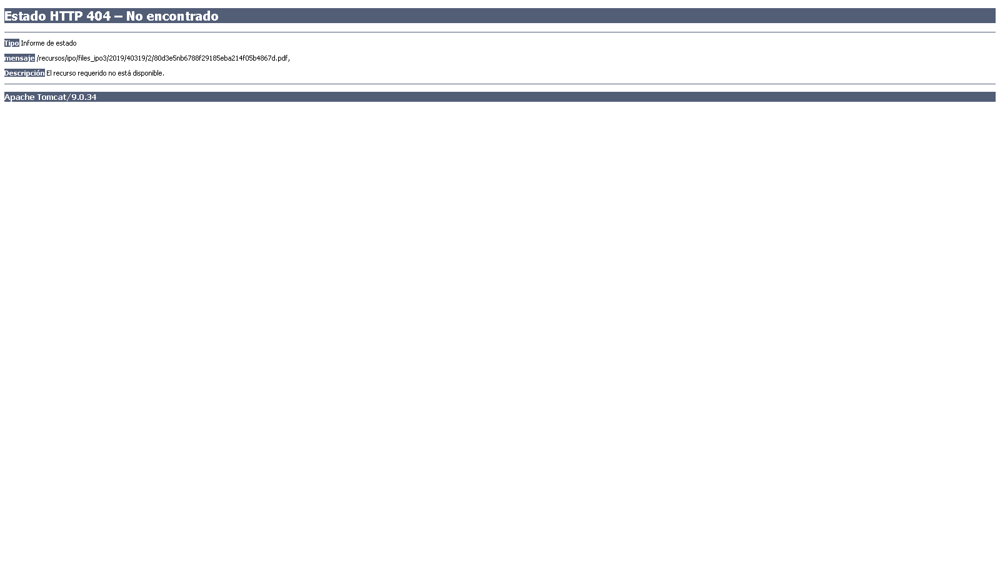 Estado HTTP 404 – No encontrado
Tipo Informe de estado
mensaje /recursos/ipo/files_ipo3/2019/40319/2/80d3e5nb6788f29185eba214f05b4867d.pdf,
Descripción El recurso requerido no está disponible.
Apache Tomcat/9.0.34